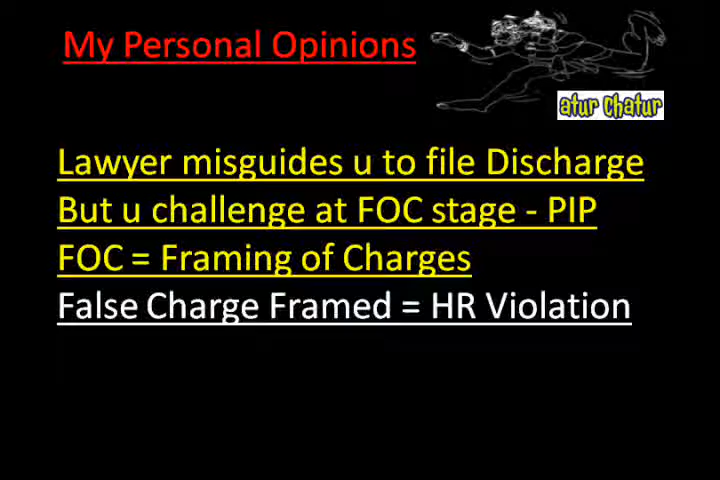 My Personal Opinions
atur chatur
Lawyer misguides u to file Discharge
But u challenge at FOC stage - PIP
FOC = Framing of Charges
False Charge Framed = HR Violation